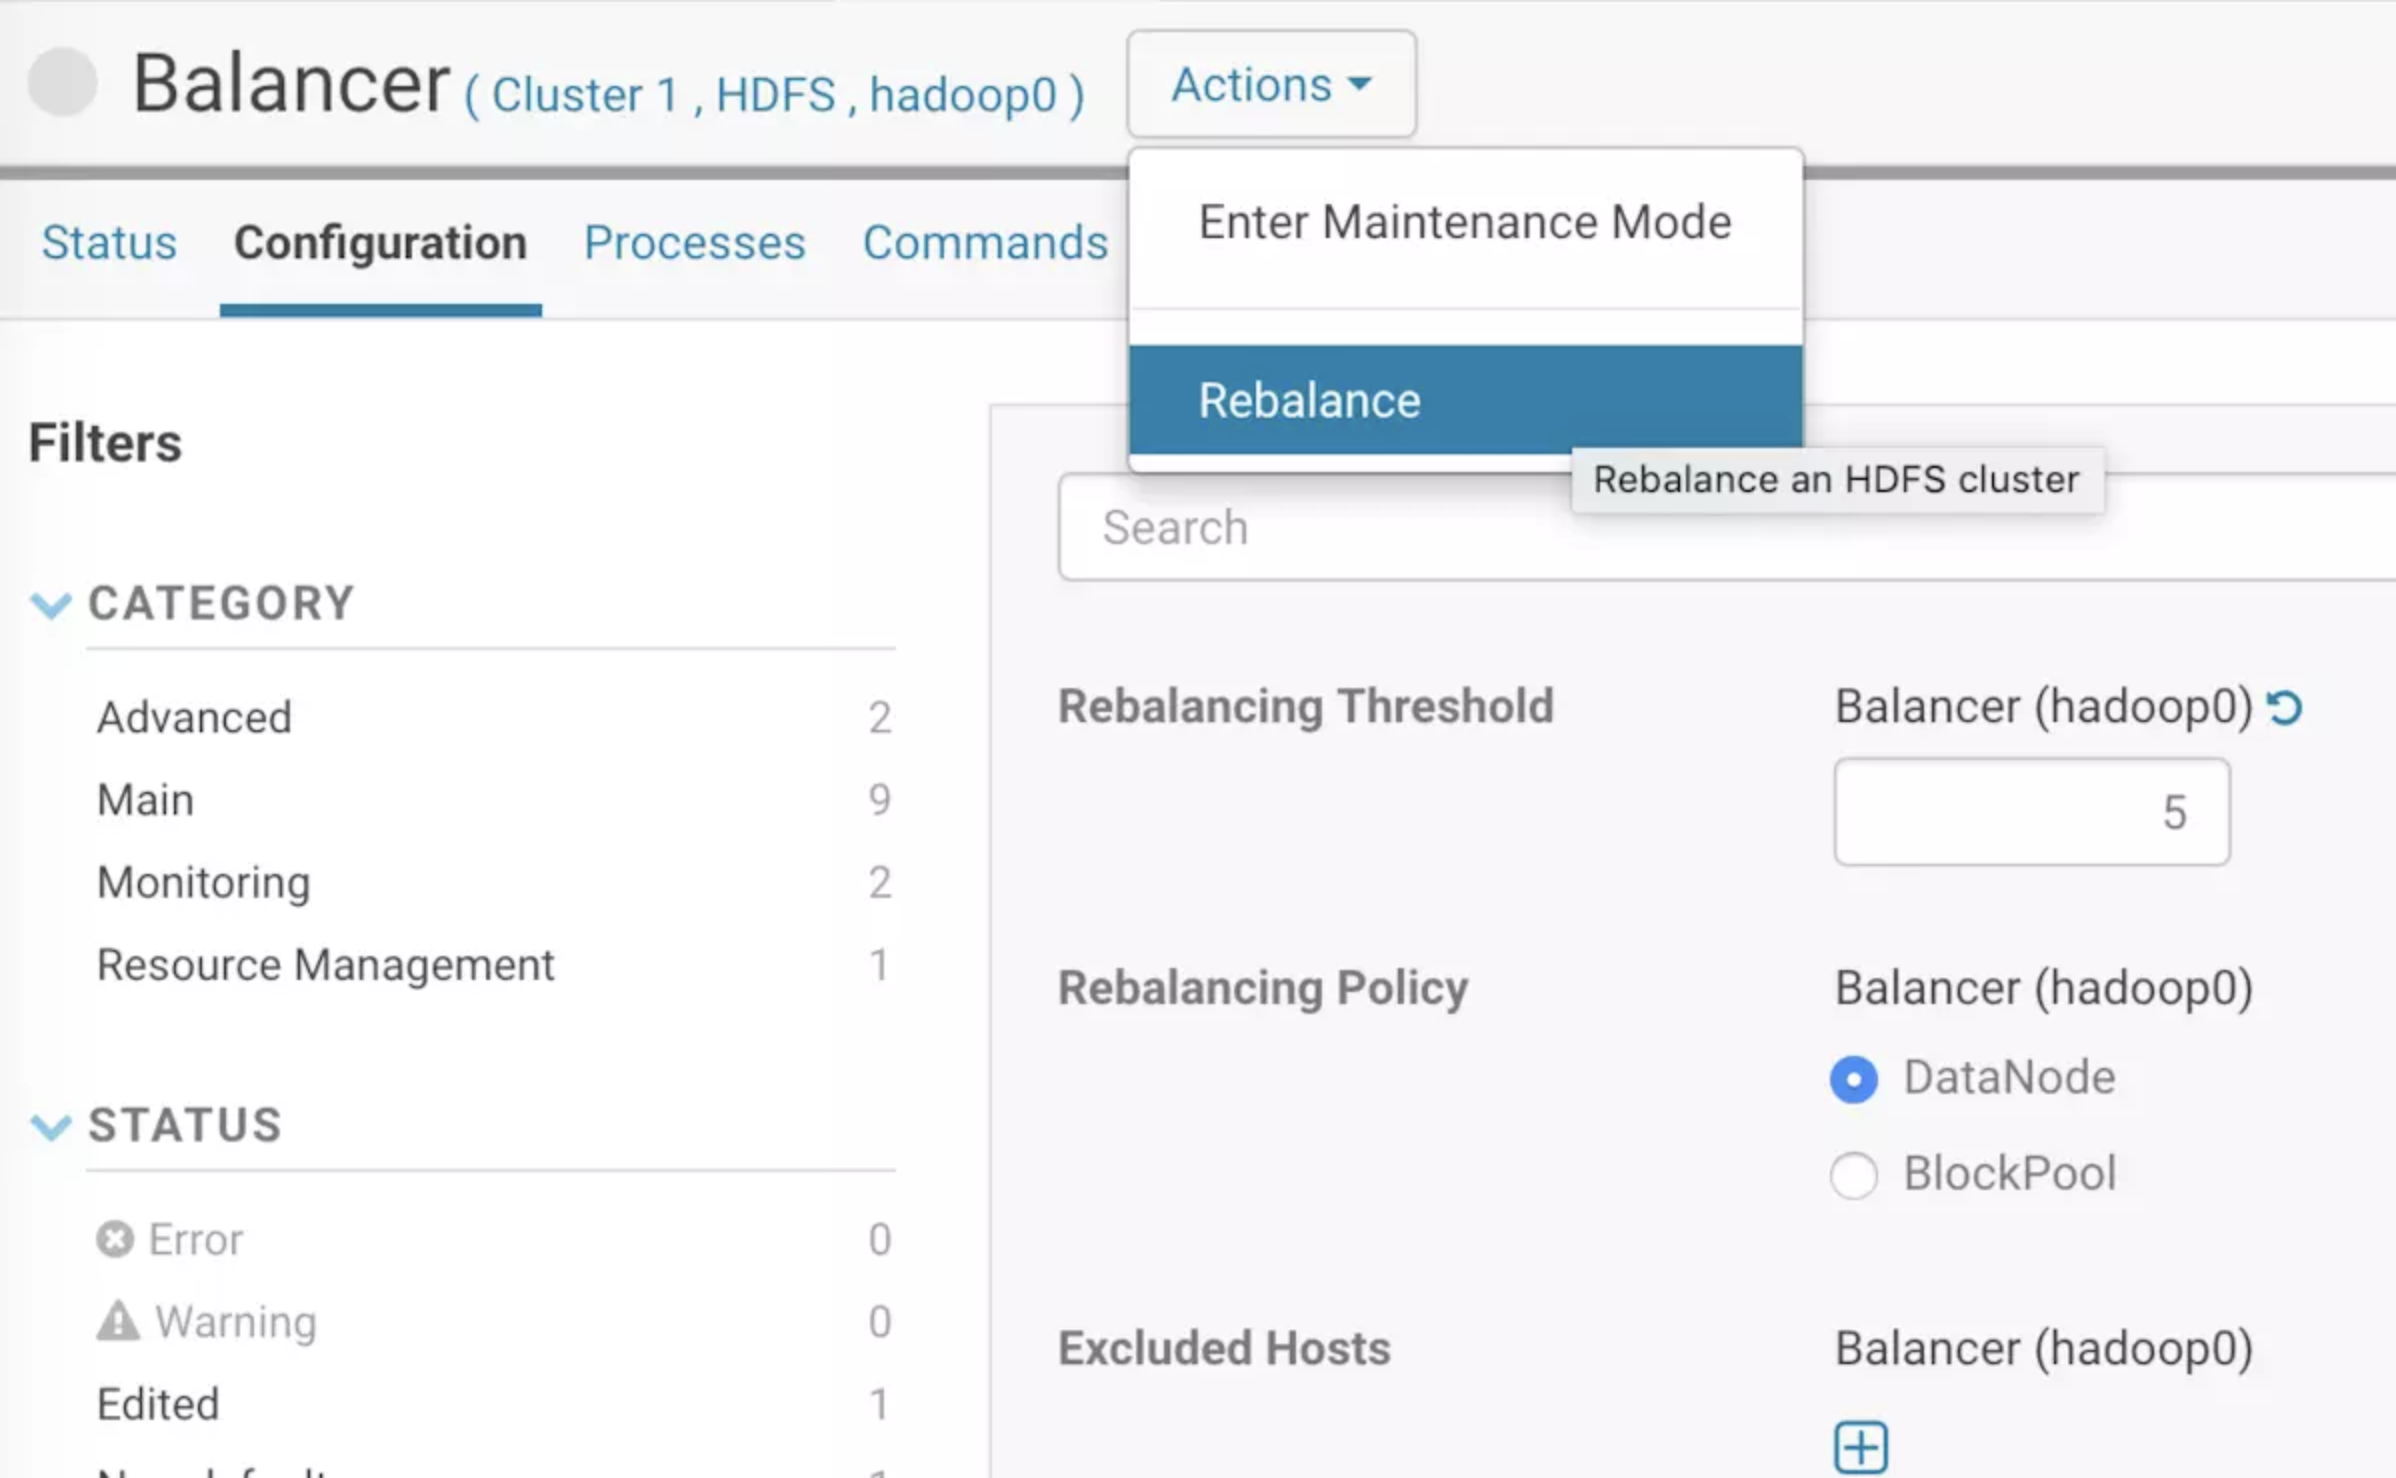 Balancer ( Cluster 1 , HDFS , hadoop0 ) Actions
Enter Maintenance Mode
Rebalance
Rebalance an HDFS cluster
Status Configuration Processes Commands
Filters
CATEGORY
Advanced 2
Main 9
Monitoring 2
Resource Management 1
STATUS
Error 0
Warning 0
Edited 1
Search
Rebalancing Threshold Balancer (hadoop0)
5
Rebalancing Policy Balancer (hadoop0)
DataNode
BlockPool
Excluded Hosts Balancer (hadoop0)